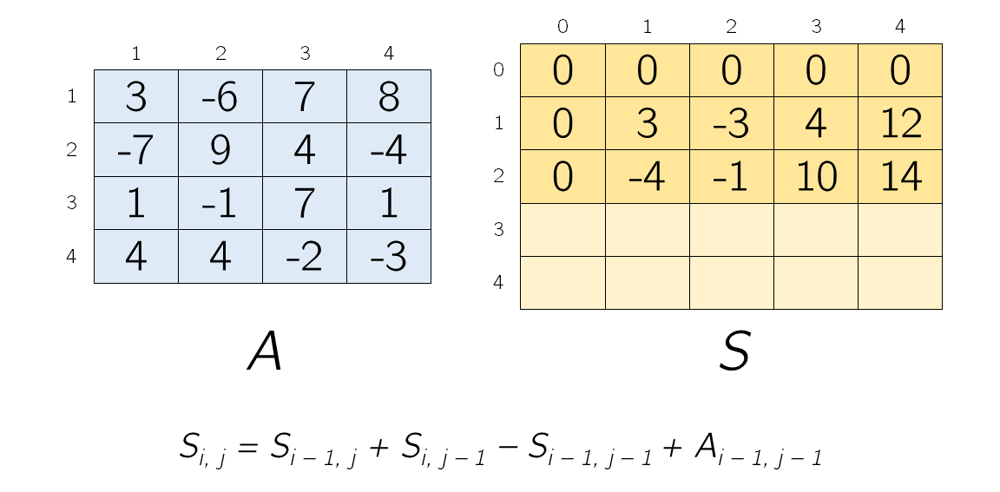 1 2 3 4
1 3 -6 7 8
2 -7 9 4 -4
3 1 -1 7 1
4 4 4 -2 -3
A
0 1 2 3 4
0 0 0 0 0 0
1 0 3 -3 4 12
2 0 -4 -1 10 14
3
4
S
S_{i, j} = S_{i – 1, j} + S_{i, j – 1} – S_{i – 1, j – 1} + A_{i – 1, j – 1}